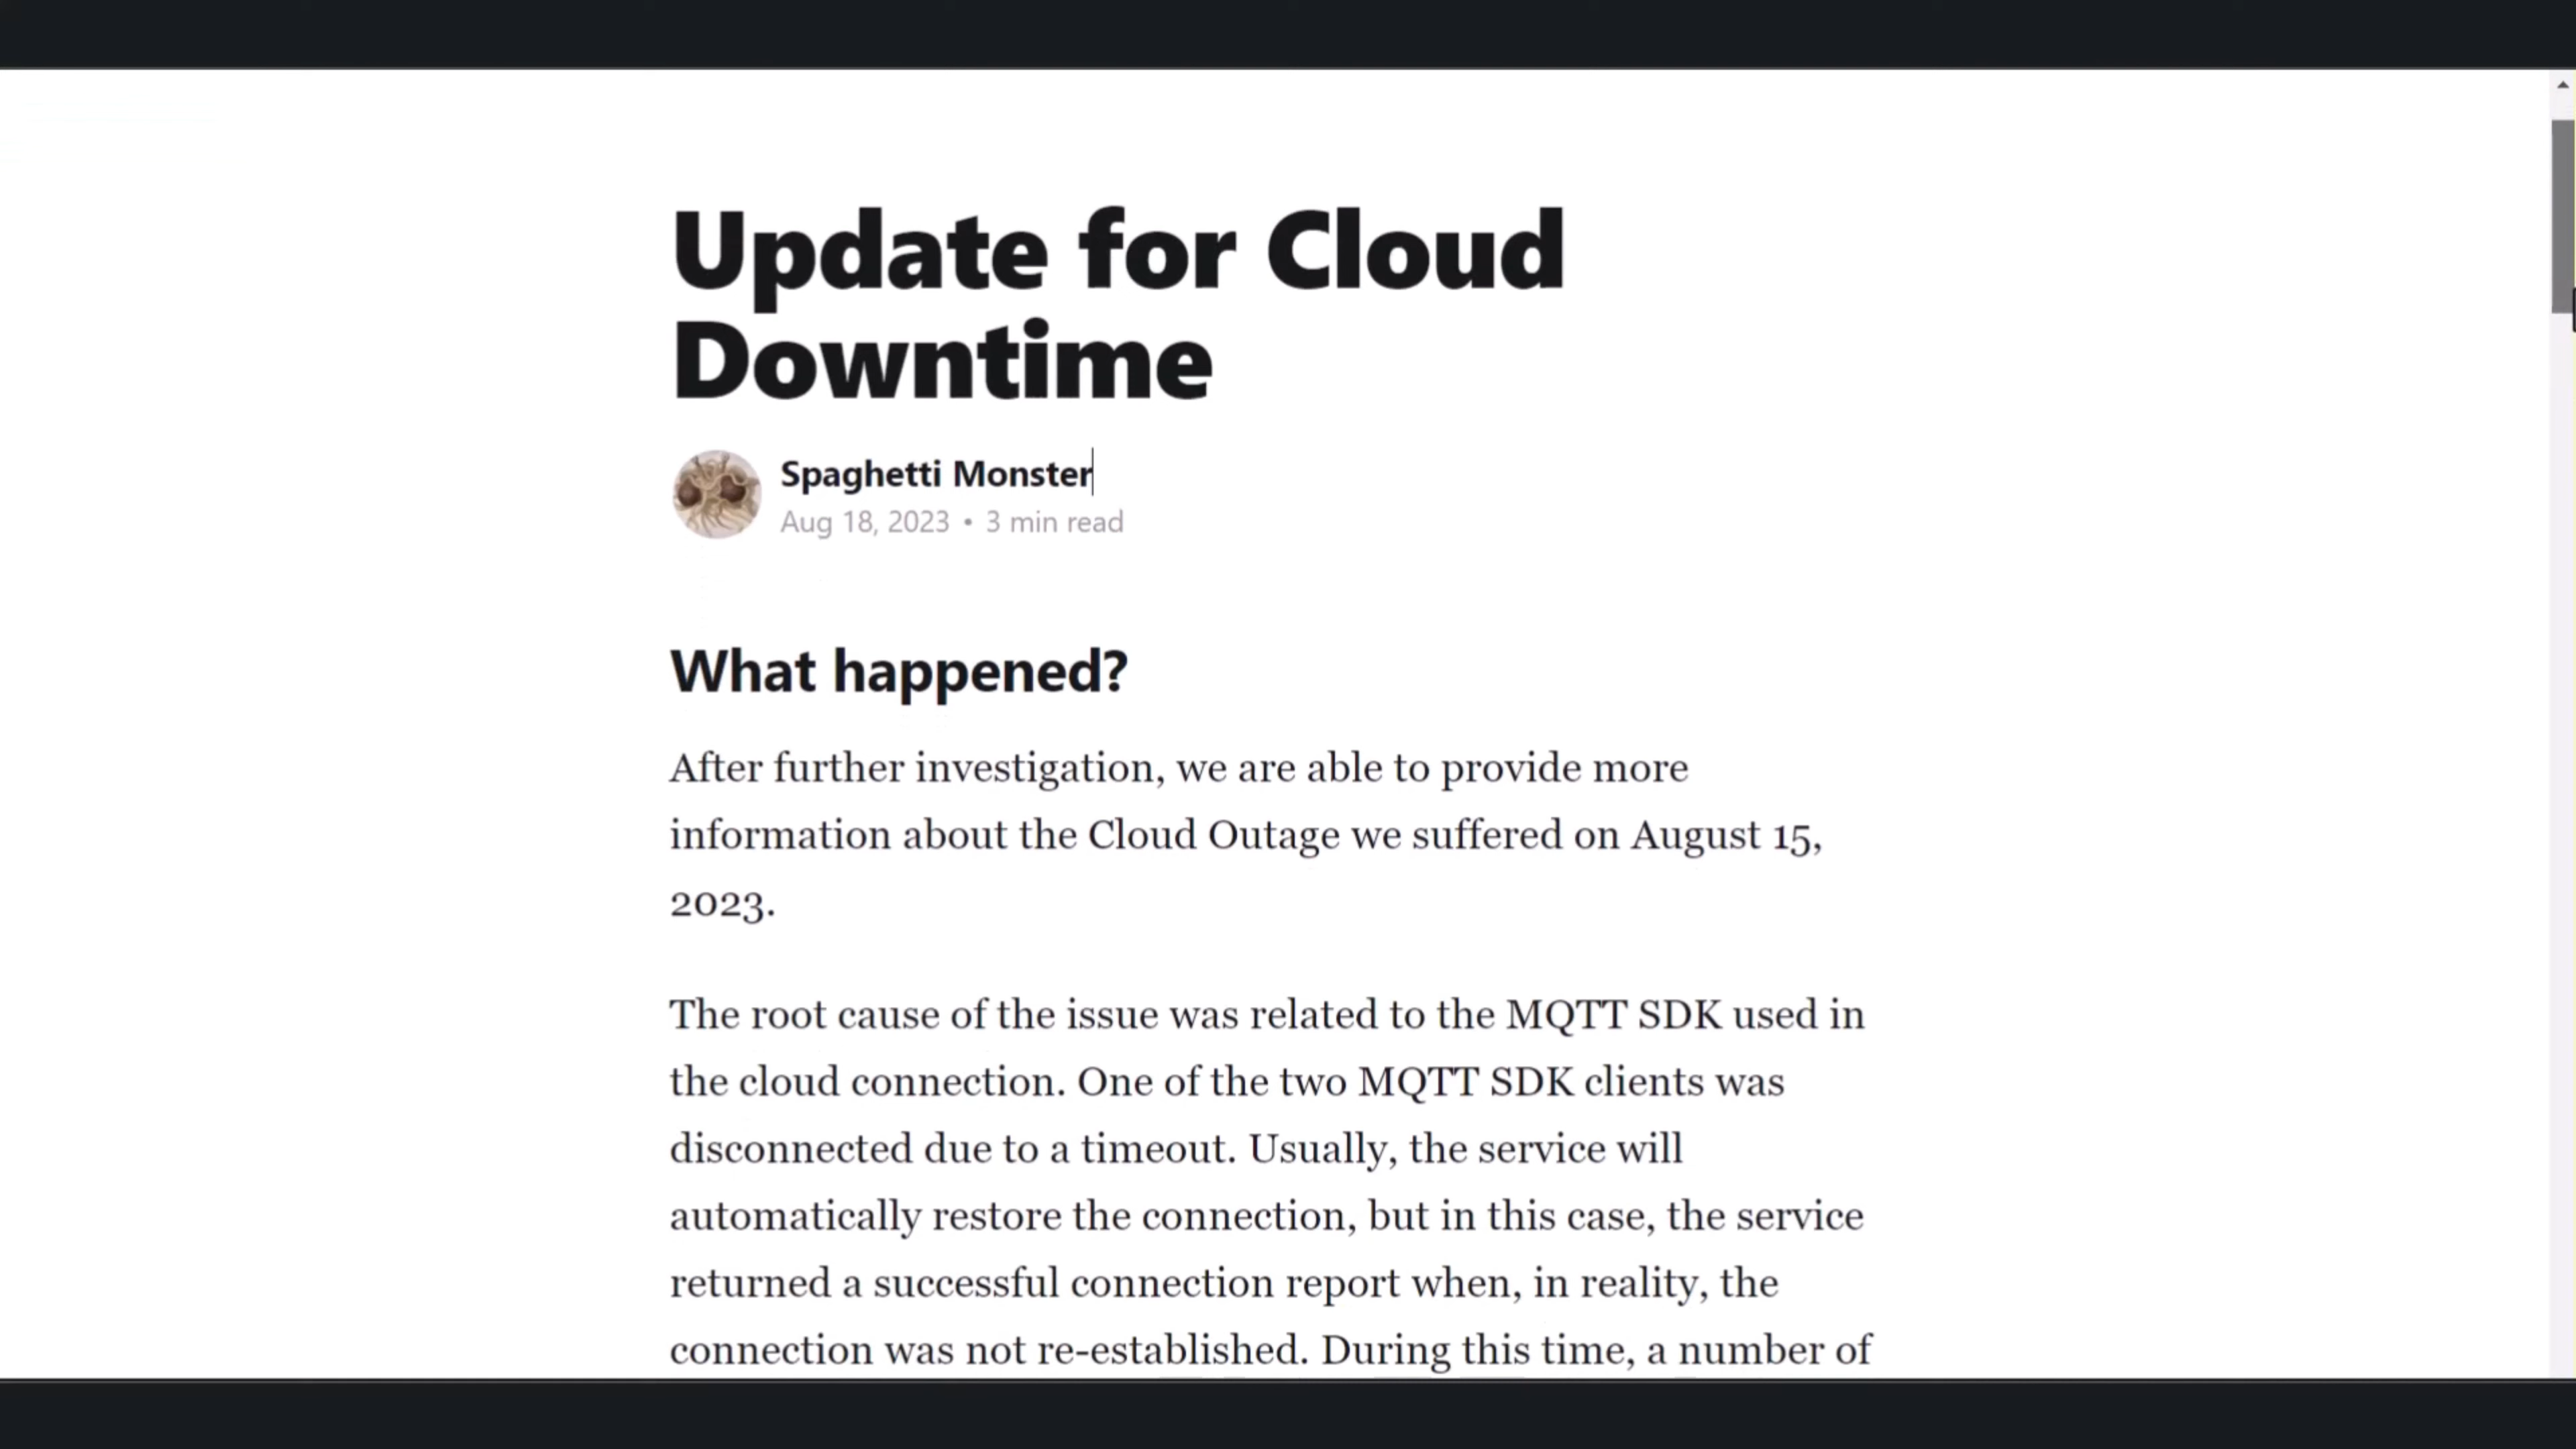 Update for Cloud
Downtime
Spaghetti Monster
Aug 18, 2023 • 3 min read
What happened?
After further investigation, we are able to provide more
information about the Cloud Outage we suffered on August 15,
2023.
The root cause of the issue was related to the MQTT SDK used in
the cloud connection. One of the two MQTT SDK clients was
disconnected due to a timeout. Usually, the service will
automatically restore the connection, but in this case, the service
returned a successful connection report when, in reality, the
connection was not re-established. During this time, a number of